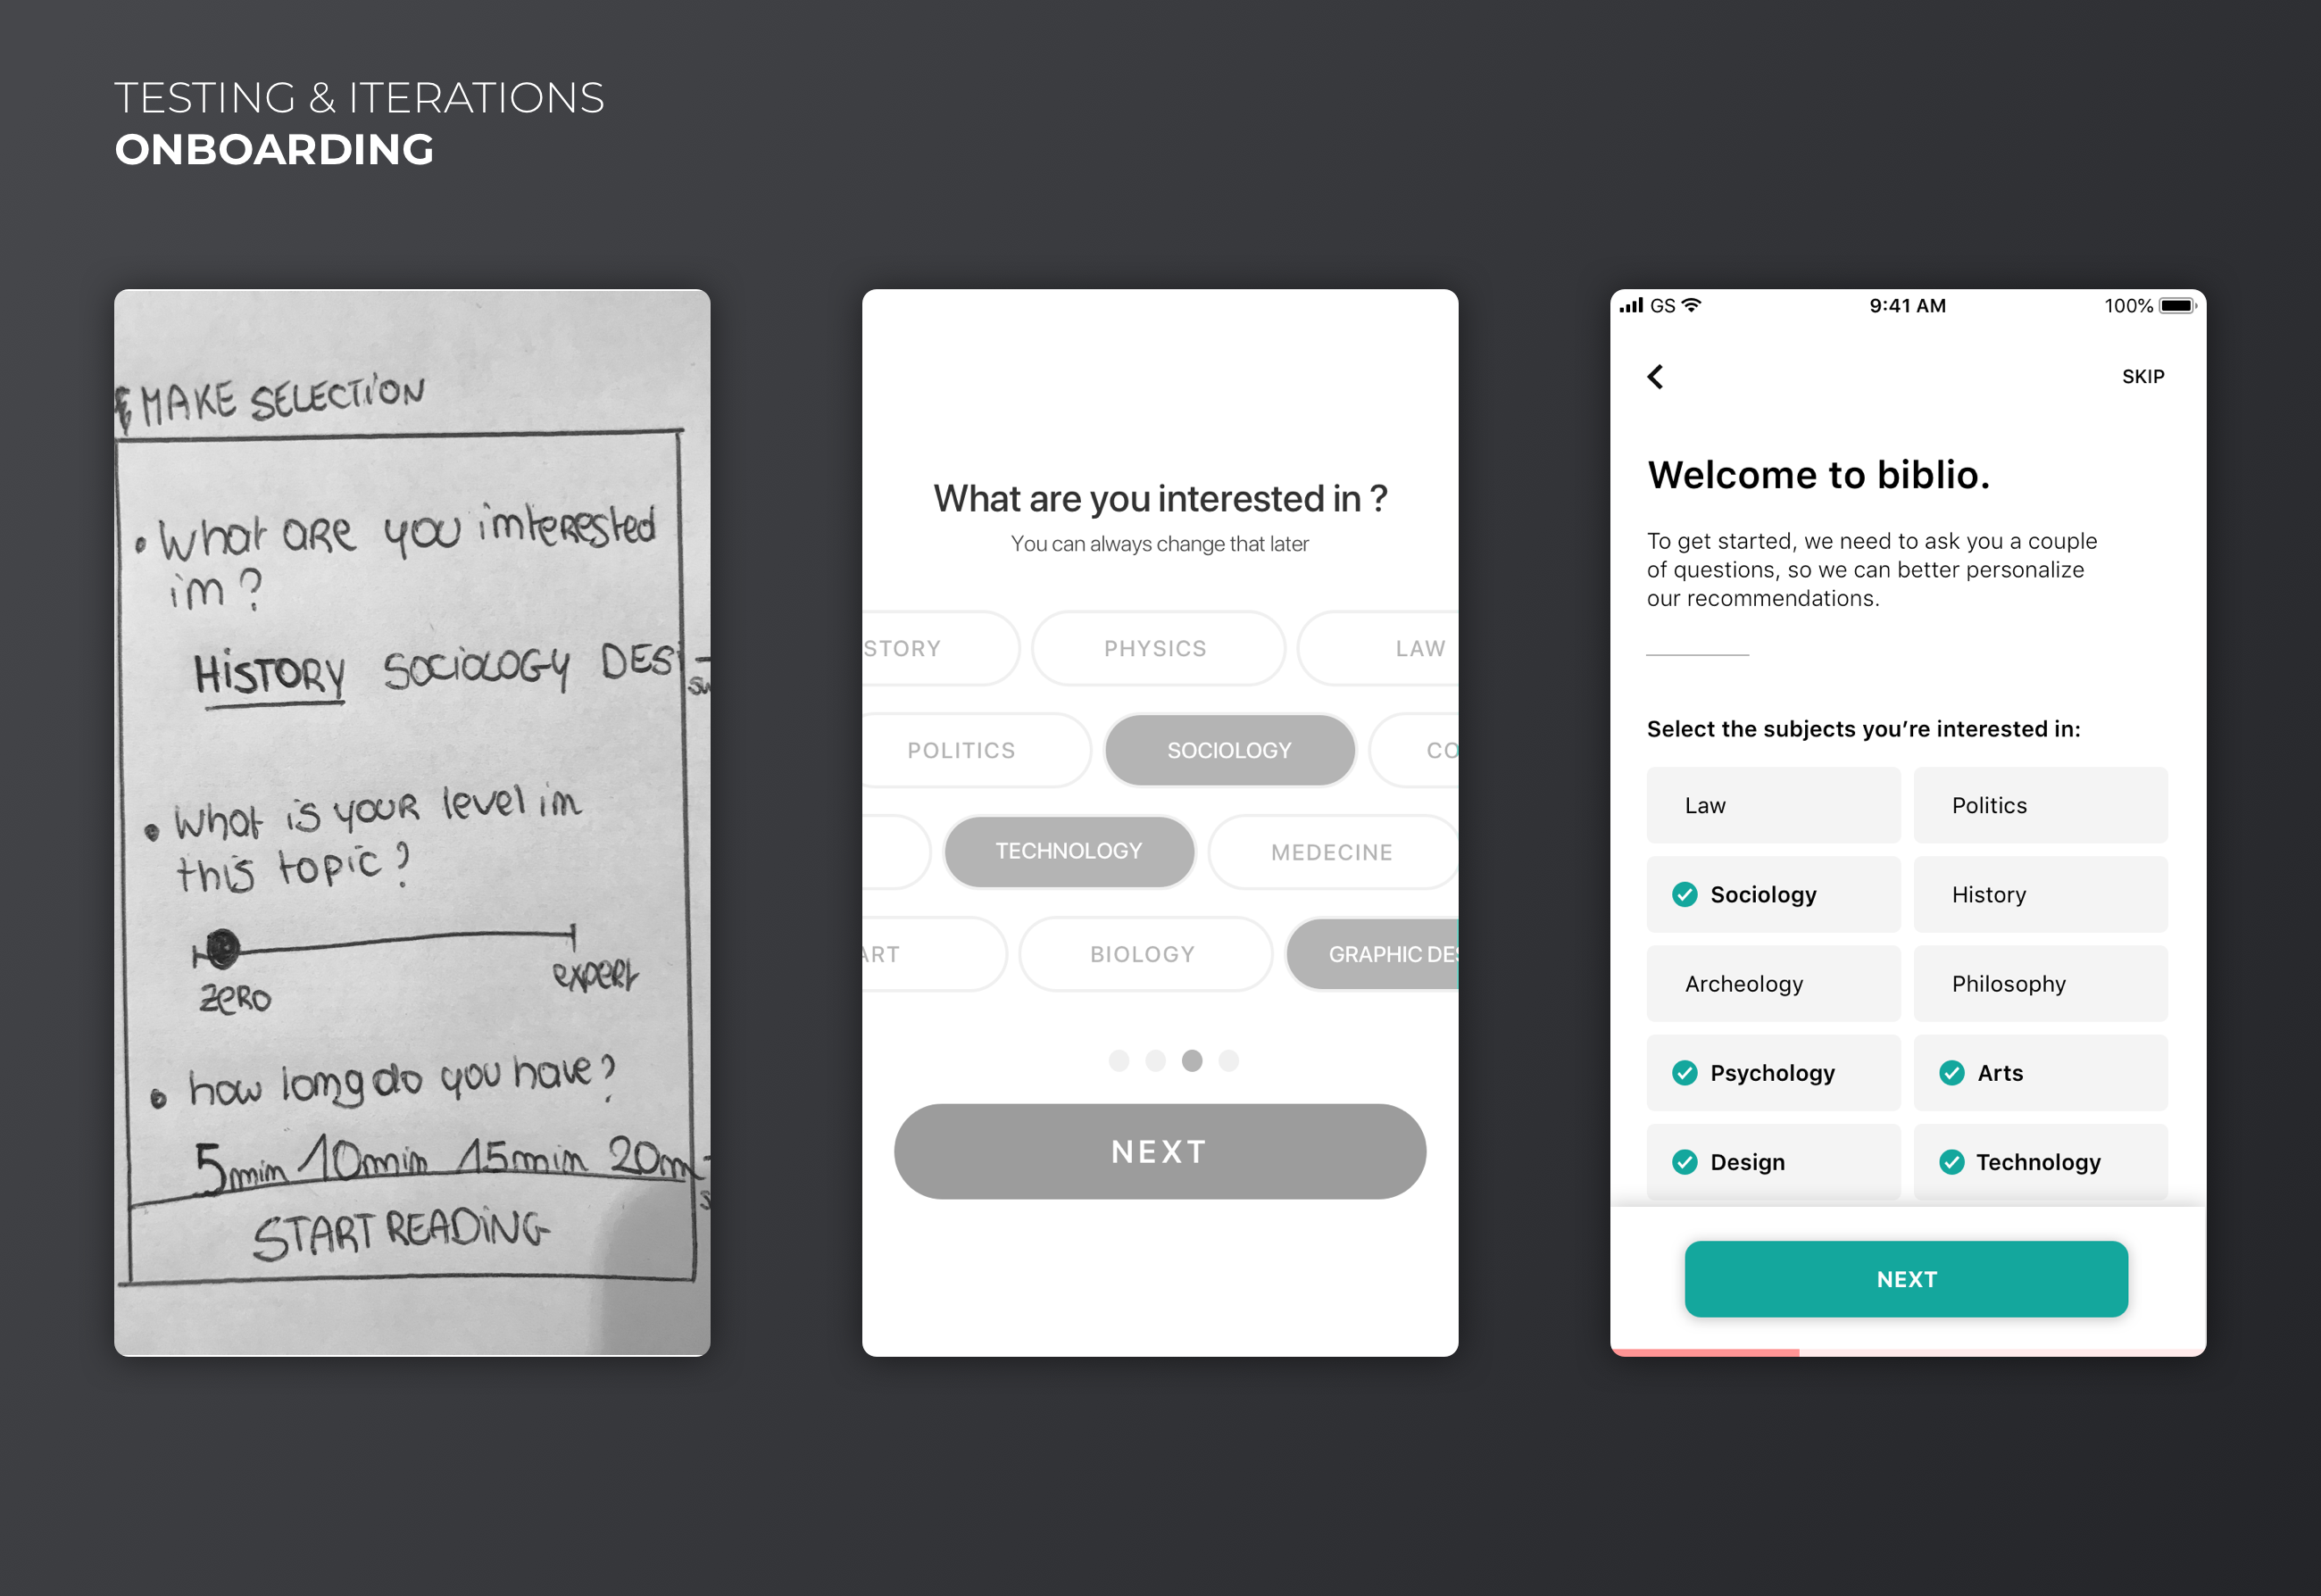 TESTING & ITERATIONS
ONBOARDING
MAKE SELECTION
• What are you interested
in ?
HISTORY SOCIOLOGY DESI
• What is your level in
this topic ?
zero expert
• how long do you have ?
5min 10min 15min 20m
START READING
What are you interested in ?
You can always change that later
STORY PHYSICS LAW
POLITICS SOCIOLOGY CO
TECHNOLOGY MEDECINE
ART BIOLOGY GRAPHIC DES
NEXT
GS 9:41 AM 100%
SKIP
Welcome to biblio.
To get started, we need to ask you a couple
of questions, so we can better personalize
our recommendations.
Select the subjects you’re interested in:
Law Politics
Sociology History
Archeology Philosophy
Psychology Arts
Design Technology
NEXT